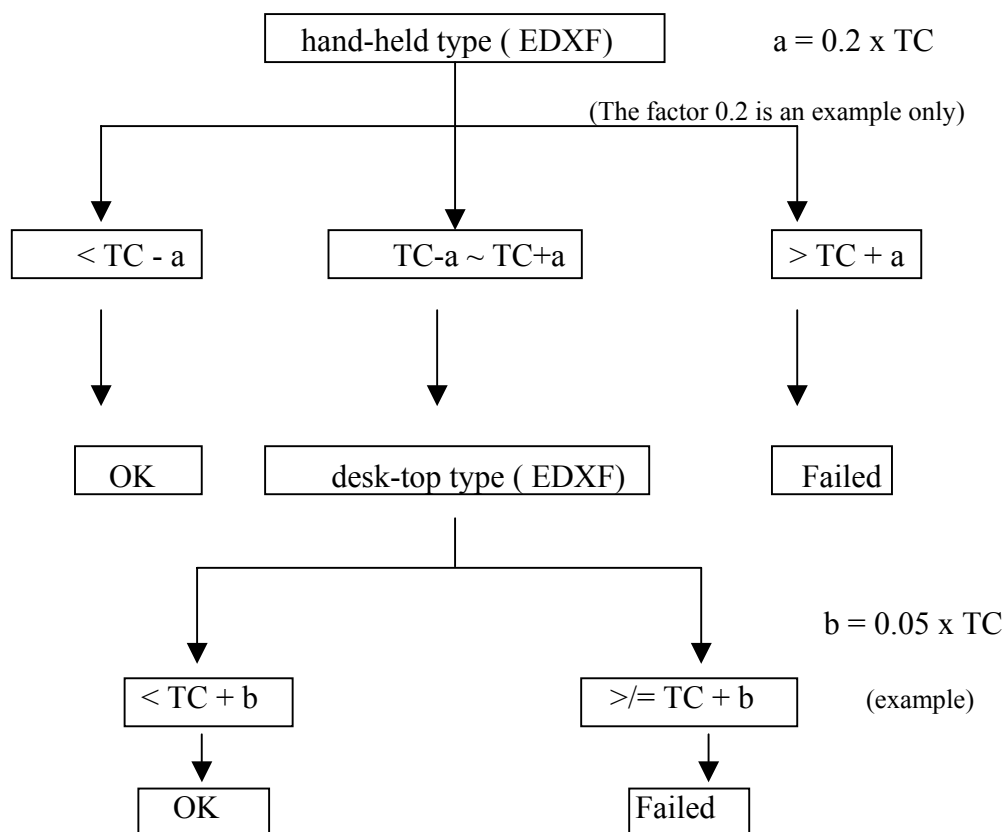 hand-held type ( EDXF)
a = 0.2 x TC
(The factor 0.2 is an example only)
< TC - a
TC-a ~ TC+a
> TC + a
OK
desk-top type ( EDXF)
Failed
b = 0.05 x TC
< TC + b
>/= TC + b
(example)
OK
Failed